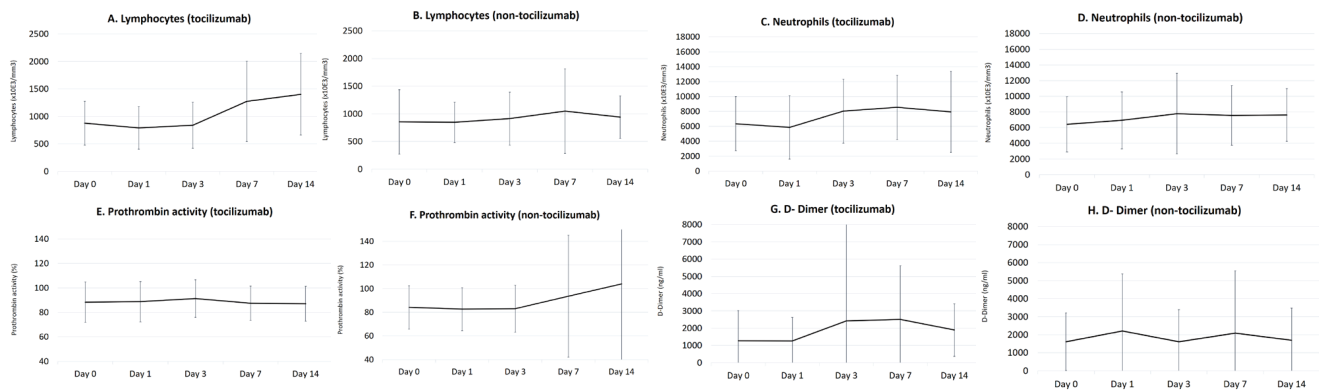 A. Lymphocytes (tocilizumab)
Lymphocytes (x10E3/mm3)
2500
2000
1500
1000
500
0
Day 0 Day 1 Day 3 Day 7 Day 14
B. Lymphocytes (non-tocilizumab)
Lymphocytes (x10E3/mm3)
2500
2000
1500
1000
500
0
Day 0 Day 1 Day 3 Day 7 Day 14
C. Neutrophils (tocilizumab)
Neutrophils (x10E3/mm3)
18000
16000
14000
12000
10000
8000
6000
4000
2000
0
Day 0 Day 1 Day 3 Day 7 Day 14
D. Neutrophils (non-tocilizumab)
Neutrophils (x10E3/mm3)
18000
16000
14000
12000
10000
8000
6000
4000
2000
0
Day 0 Day 1 Day 3 Day 7 Day 14
E. Prothrombin activity (tocilizumab)
Prothrombin activity (%)
140
120
100
80
60
40
Day 0 Day 1 Day 3 Day 7 Day 14
F. Prothrombin activity (non-tocilizumab)
Prothrombin activity (%)
140
120
100
80
60
40
Day 0 Day 1 Day 3 Day 7 Day 14
G. D- Dimer (tocilizumab)
D-Dimer (ng/ml)
8000
7000
6000
5000
4000
3000
2000
1000
0
Day 0 Day 1 Day 3 Day 7 Day 14
H. D- Dimer (non-tocilizumab)
D-Dimer (ng/ml)
8000
7000
6000
5000
4000
3000
2000
1000
0
Day 0 Day 1 Day 3 Day 7 Day 14